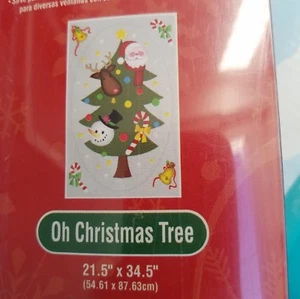 para diversas ventanas
Oh Christmas Tree
21.5" x 34.5"
(54.61 x 87.63cm)